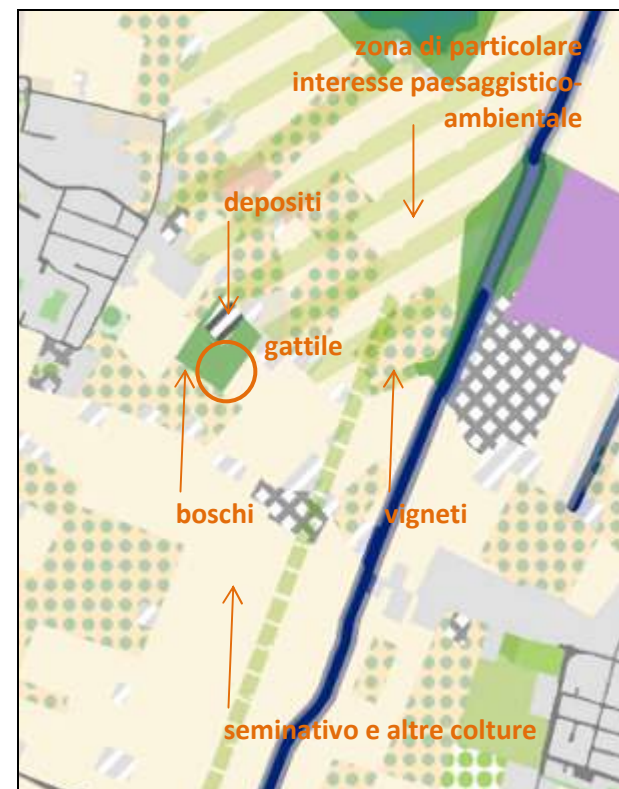 zona di particolare
interesse paesaggistico-
ambientale
depositi
gattile
boschi
vigneti
seminativo e altre colture